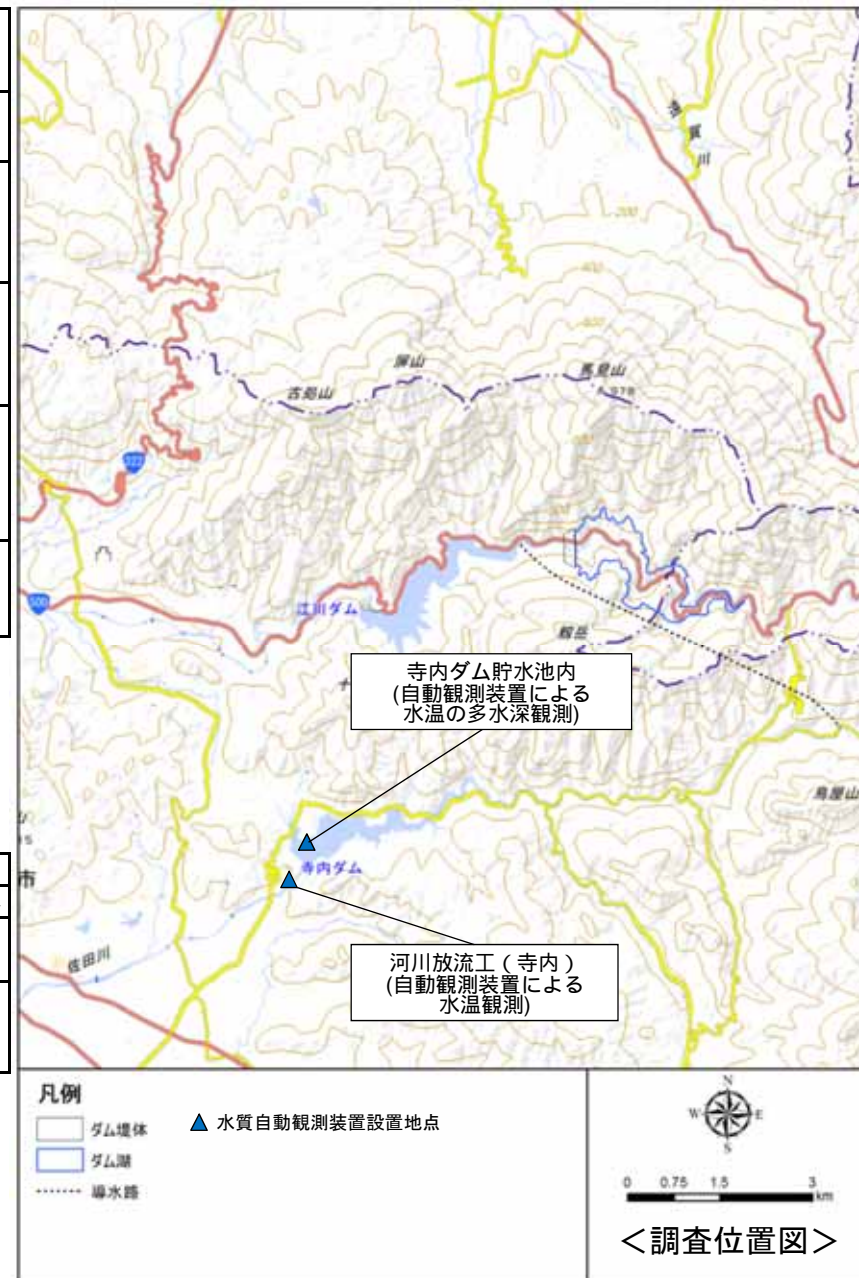 相賀川
200
400
600
屏山
古処山
馬見山
978
322
江川ダム
500
寺内ダム貯水池内
(自動観測装置による
水温の多水深観測)
鳥屋山
寺内ダム
市
佐田川
河川放流工（寺内）
(自動観測装置による
水温観測)
凡例
ダム堤体
ダム湖
導水路
水質自動観測装置設置地点
N
W
E
S
0 0.75 1.5 3
km
＜調査位置図＞